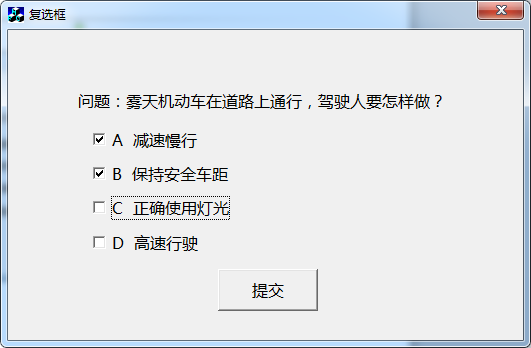 复选框
问题：雾天机动车在道路上通行，驾驶人要怎样做？
A 减速慢行
B 保持安全车距
C 正确使用灯光
D 高速行驶
提交